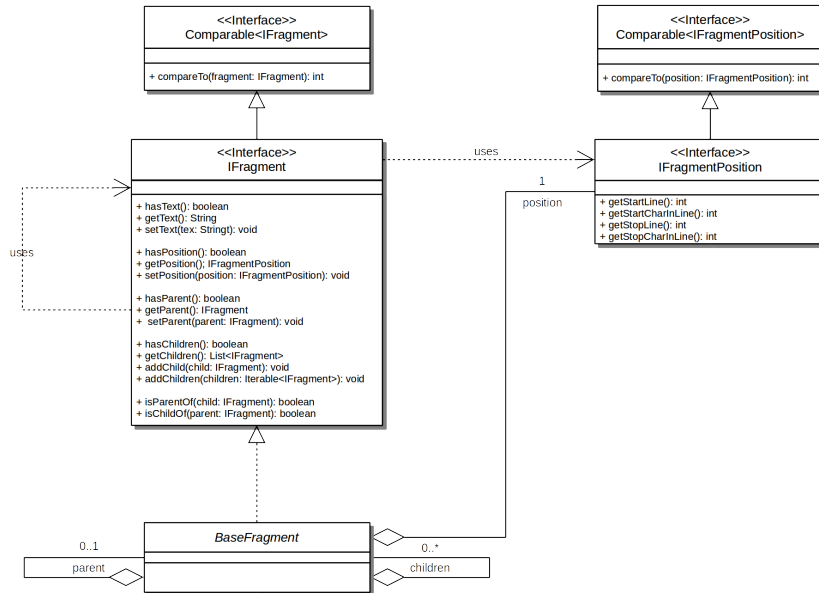 <<Interface>>
Comparable<IFragment>
+ compareTo(fragment: IFragment): int
<<Interface>>
Comparable<IFragmentPosition>
+ compareTo(position: IFragmentPosition): int
<<Interface>>
IFragment
+ hasText(): boolean
+ getText(): String
+ setText(tex: Stringt): void
+ hasPosition(): boolean
+ getPosition(); IFragmentPosition
+ setPosition(position: IFragmentPosition): void
+ hasParent(): boolean
+ getParent(): IFragment
+  setParent(parent: IFragment): void
+ hasChildren(): boolean
+ getChildren(): List<IFragment>
+ addChild(child: IFragment): void
+ addChildren(children: Iterable<IFragment>): void
+ isParentOf(child: IFragment): boolean
+ isChildOf(parent: IFragment): boolean
uses
uses
<<Interface>>
IFragmentPosition
+ getStartLine(): int
+ getStartCharInLine(): int
+ getStopLine(): int
+ getStopCharInLine(): int
1
position
BaseFragment
0..1
parent
0..*
children